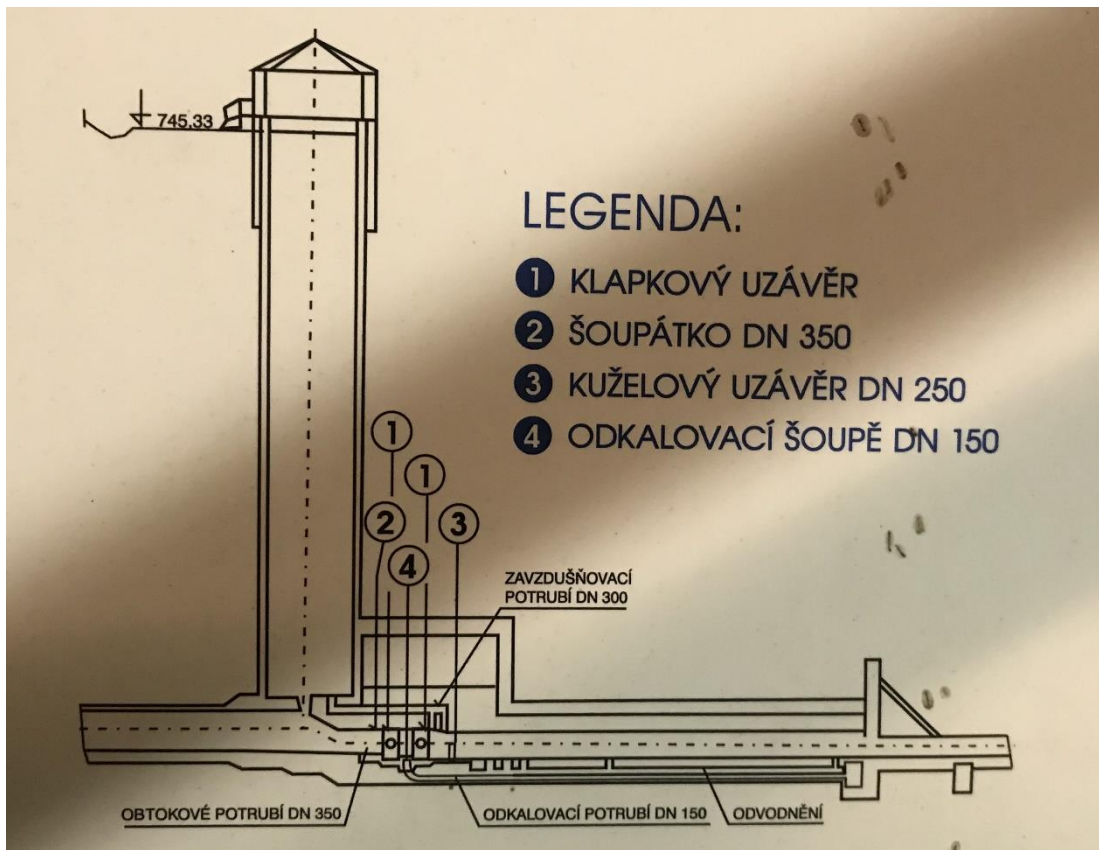 745.33
LEGENDA:
1 KLAPKOVÝ UZÁVĚR
2 ŠOUPÁTKO DN 350
3 KUŽELOVÝ UZÁVĚR DN 250
4 ODKALOVACÍ ŠOUPĚ DN 150
1
1
2
3
4
ZAVZDUŠŇOVACÍ
POTRUBÍ DN 300
OBTOKOVÉ POTRUBÍ DN 350
ODKALOVACÍ POTRUBÍ DN 150
ODVODNĚNÍ